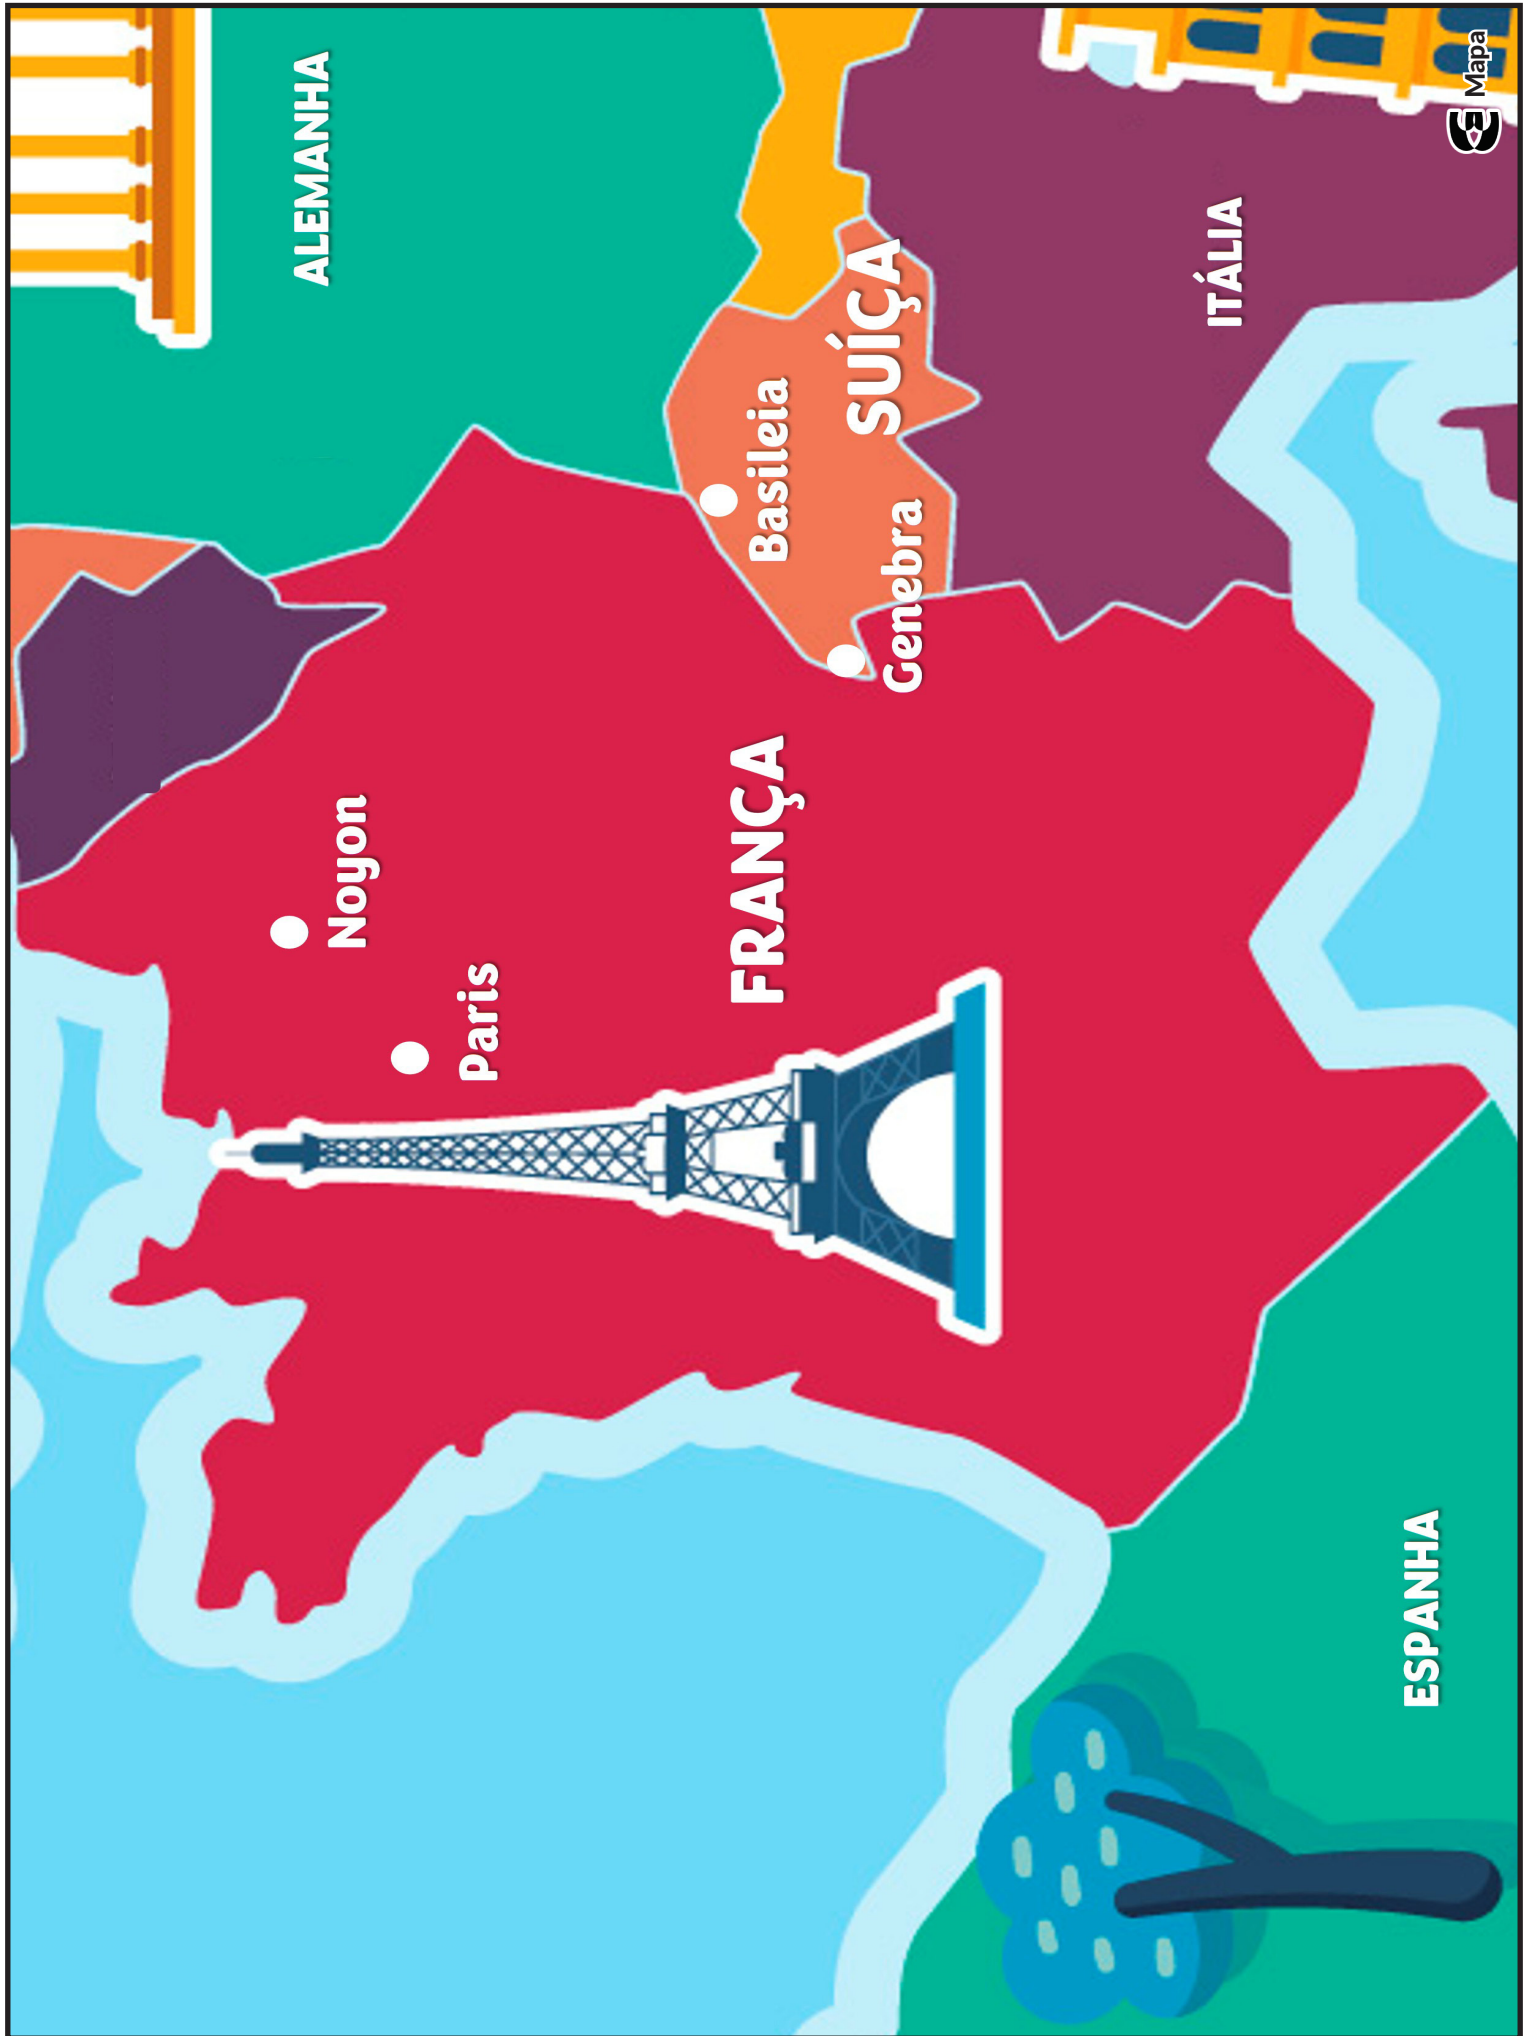 ALEMANHA
Noyon
Paris
Basileia
SUÍÇA
FRANÇA
Genebra
ITÁLIA
ESPANHA
Mapa